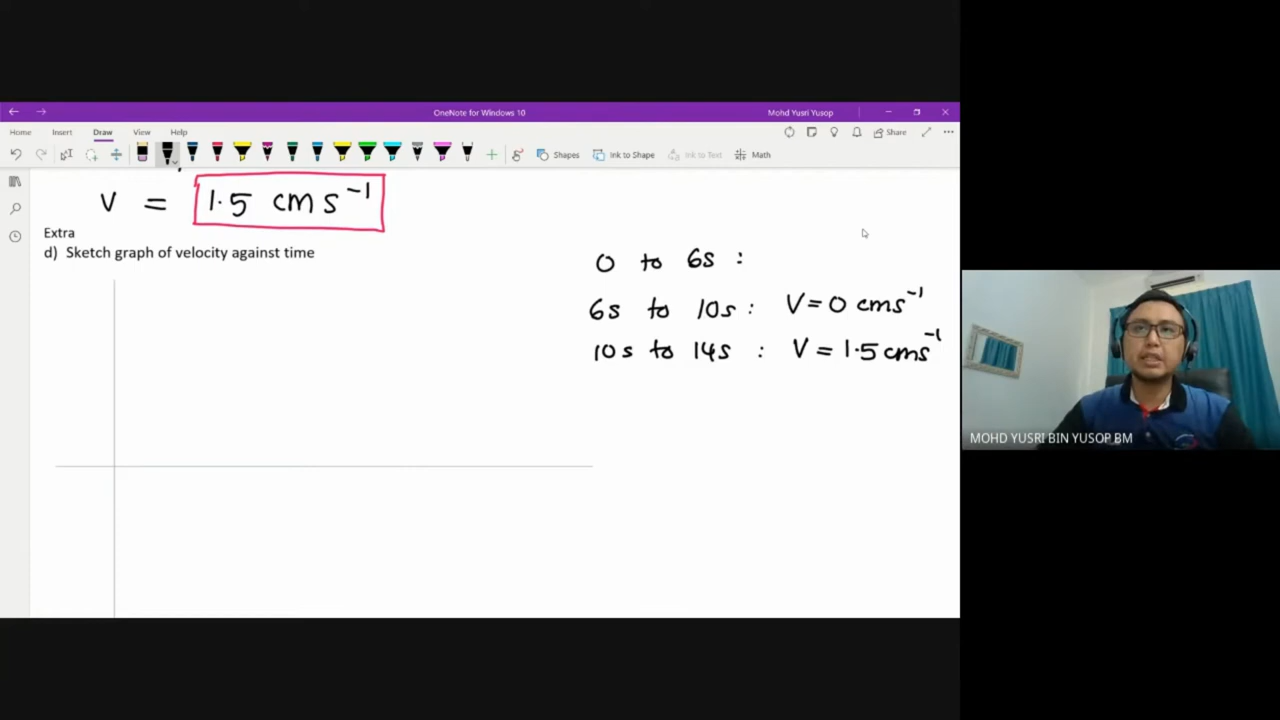 OneNote for Windows 10
Mohd Yusri Yusop
Home Insert Draw View Help
Share
Shapes Ink to Shape Ink to Text Math
v = 1.5 cm s⁻¹
Extra
d) Sketch graph of velocity against time
0 to 6s :
6s to 10s : V = 0 cms⁻¹
10s to 14s : V = 1.5 cms⁻¹
MOHD YUSRI BIN YUSOP BM